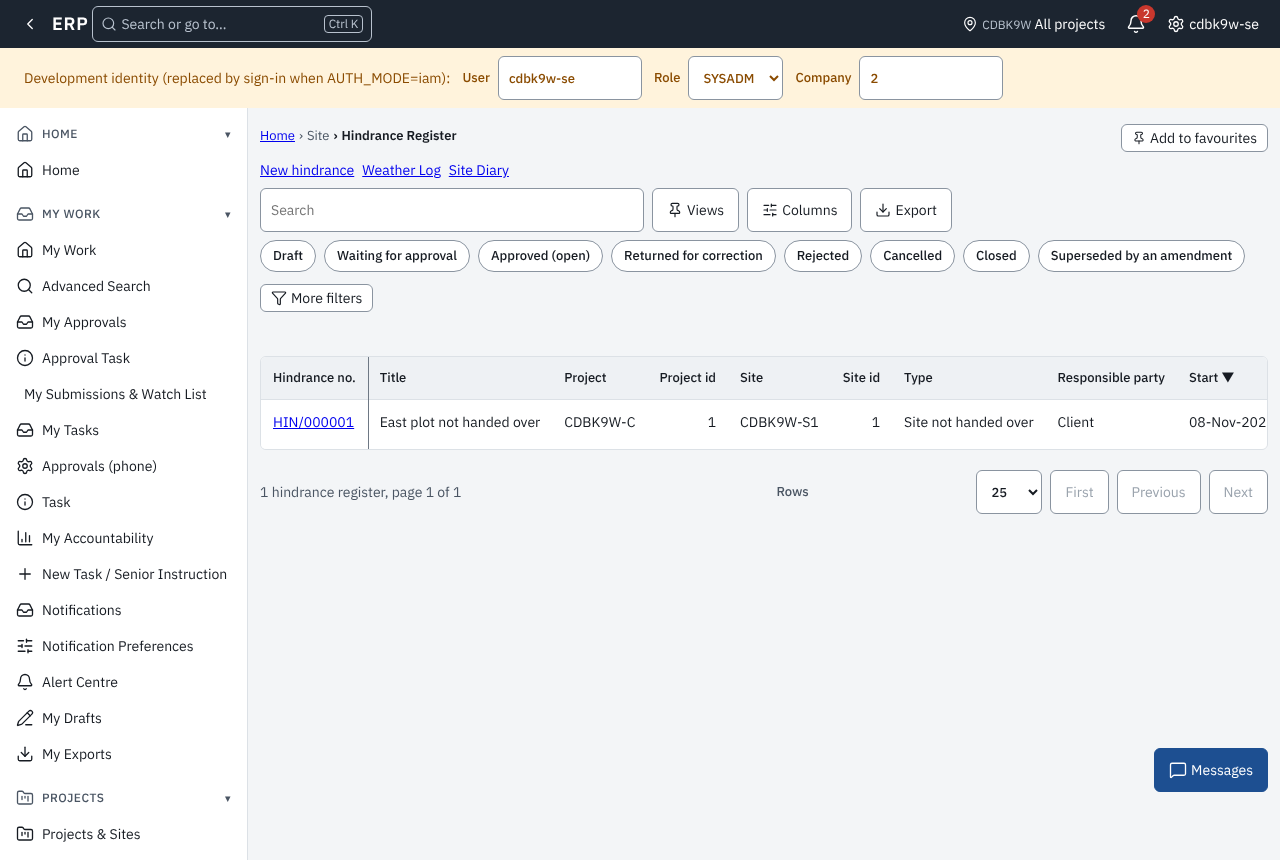 ERP Search or go to... Ctrl K CDBK9W All projects 2 cdbk9w-se
Development identity (replaced by sign-in when AUTH_MODE=iam): User cdbk9w-se Role SYSADM Company 2
HOME
Home
MY WORK
My Work
Advanced Search
My Approvals
Approval Task
My Submissions & Watch List
My Tasks
Approvals (phone)
Task
My Accountability
New Task / Senior Instruction
Notifications
Notification Preferences
Alert Centre
My Drafts
My Exports
PROJECTS
Projects & Sites
Home › Site › Hindrance Register Add to favourites
New hindrance Weather Log Site Diary
Search Views Columns Export
Draft Waiting for approval Approved (open) Returned for correction Rejected Cancelled Closed Superseded by an amendment
More filters
Hindrance no. Title Project Project id Site Site id Type Responsible party Start ▼
HIN/000001 East plot not handed over CDBK9W-C 1 CDBK9W-S1 1 Site not handed over Client 08-Nov-202
1 hindrance register, page 1 of 1 Rows 25 First Previous Next
Messages